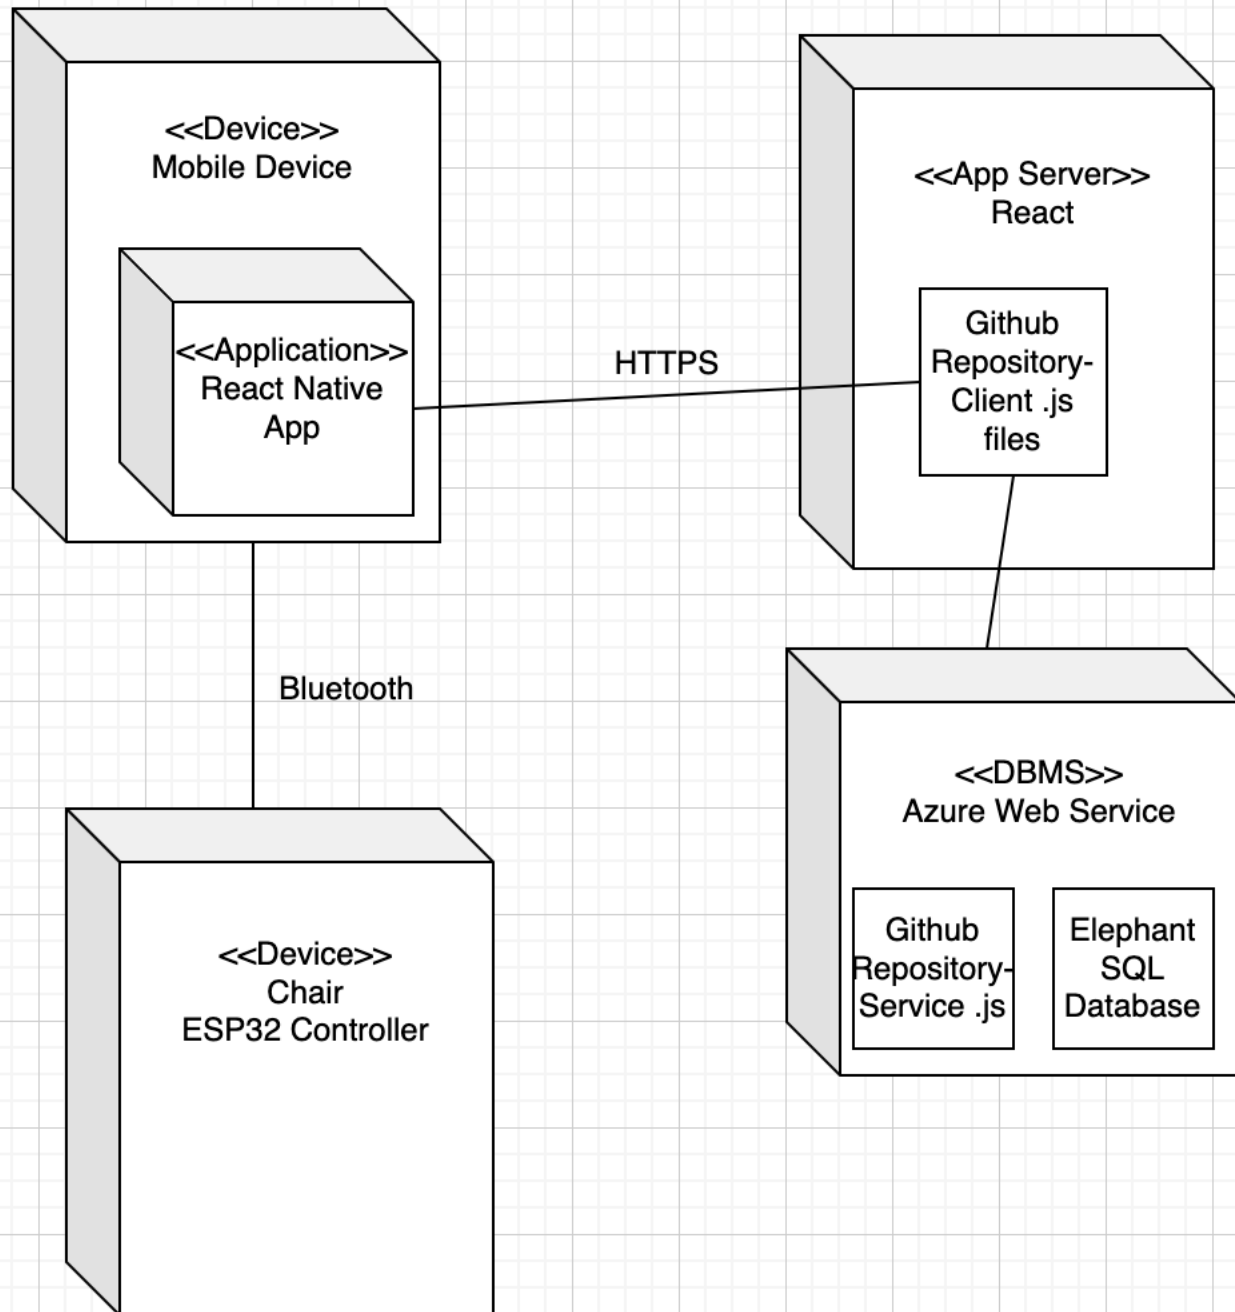 <<Device>>
Mobile Device
<<Application>>
React Native
App
HTTPS
<<App Server>>
React
Github
Repository-
Client .js
files
Bluetooth
<<Device>>
Chair
ESP32 Controller
<<DBMS>>
Azure Web Service
Github
Repository-
Service .js
Elephant
SQL
Database